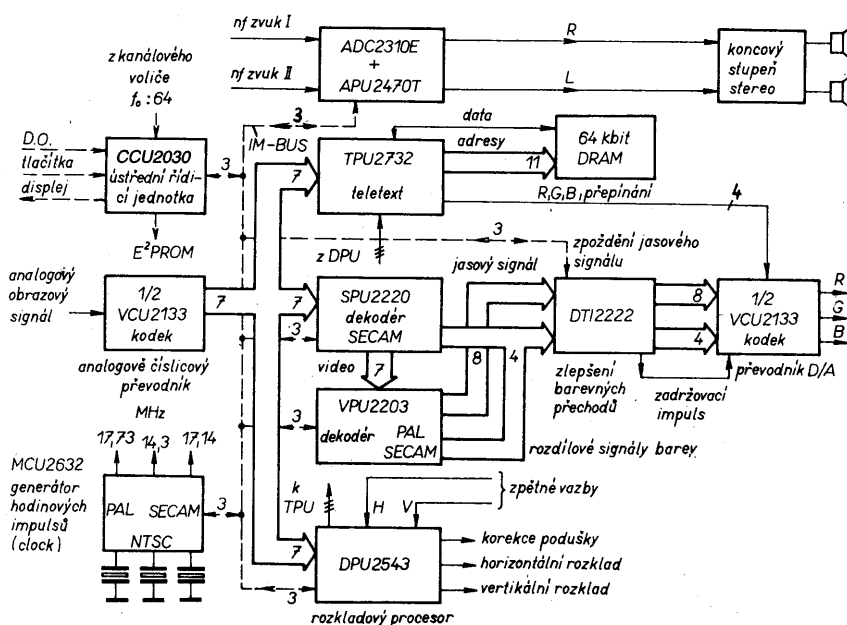 nf zvuk I
nf zvuk II
ADC2310E
+
APU2470T
R
L
koncový
stupeň
stereo
z kanálového
voliče
f₀ : 64
D.O.
tlačítka
displej
CCU2030
ústřední řídi-
cí jednotka
3
E²PROM
3
IM-BUS
7
TPU2732
teletext
data
adresy
11
64 kbit
DRAM
R,G,B, přepínání
4
z DPU
3
zpoždění jasového
signálu
analogový
obrazový
signál
1/2
VCU2133
kodek
7
analogově číslicový
převodník
7
3
SPU2220
dekodér
SECAM
jasový signál
8
4
video
7
DTI2222
zlepšení
barevných
přechodů
8
4
zadržovací
impuls
1/2
VCU2133
kodek
převodník D/A
R
G
B
3
VPU2203
dekodér
PAL
SECAM
rozdílové signály barev
MHz
17,73
14,3
17,14
MCU2632
generátor
hodinových
impulsů
(clock)
PAL SECAM
NTSC
3
k
TPU
H
V
zpětné vazby
7
3
DPU2543
rozkladový procesor
korekce podušky
horizontální rozklad
vertikální rozklad